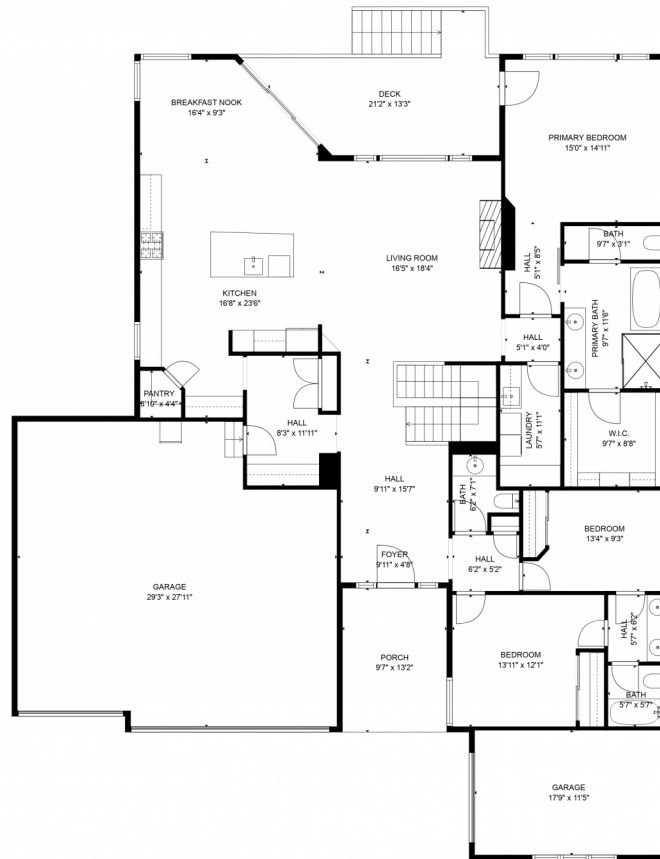 DECK
21'2" x 13'3"
BREAKFAST NOOK
16'4" x 9'3"
PRIMARY BEDROOM
15'0" x 14'11"
BATH
9'7" x 3'1"
HALL
5'1" x 8'5"
LIVING ROOM
16'5" x 18'4"
KITCHEN
16'8" x 23'6"
PRIMARY BATH
9'7" x 11'6"
HALL
5'1" x 4'0"
PANTRY
HALL
8'3" x 11'11"
LAUNDRY
5'7" x 11'1"
W.I.C.
9'7" x 8'8"
HALL
9'11" x 15'7"
BATH
6'2" x 7'1"
BEDROOM
13'4" x 9'3"
FOYER
9'11" x 4'8"
HALL
6'2" x 5'2"
GARAGE
29'3" x 27'11"
HALL
5'7" x 6'2"
PORCH
9'7" x 13'2"
BEDROOM
13'11" x 12'1"
BATH
5'7" x 5'7"
GARAGE
17'9" x 11'5"